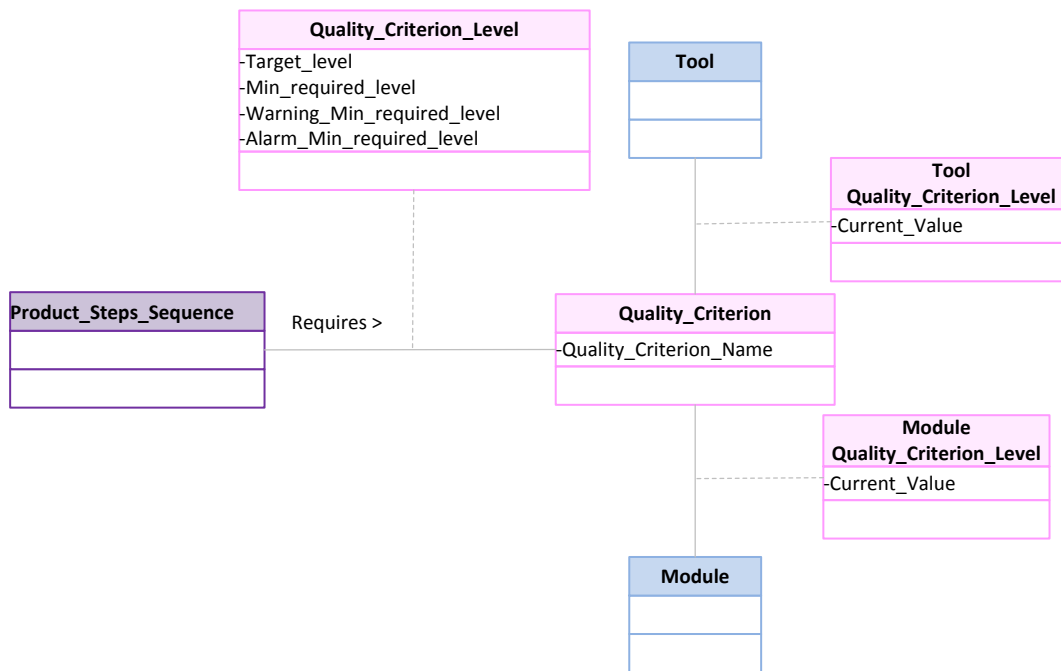 Quality_Criterion_Level
-Target_level
-Min_required_level
-Warning_Min_required_level
-Alarm_Min_required_level
Tool
Tool
Quality_Criterion_Level
-Current_Value
Product_Steps_Sequence
Requires >
Quality_Criterion
-Quality_Criterion_Name
Module
Quality_Criterion_Level
-Current_Value
Module